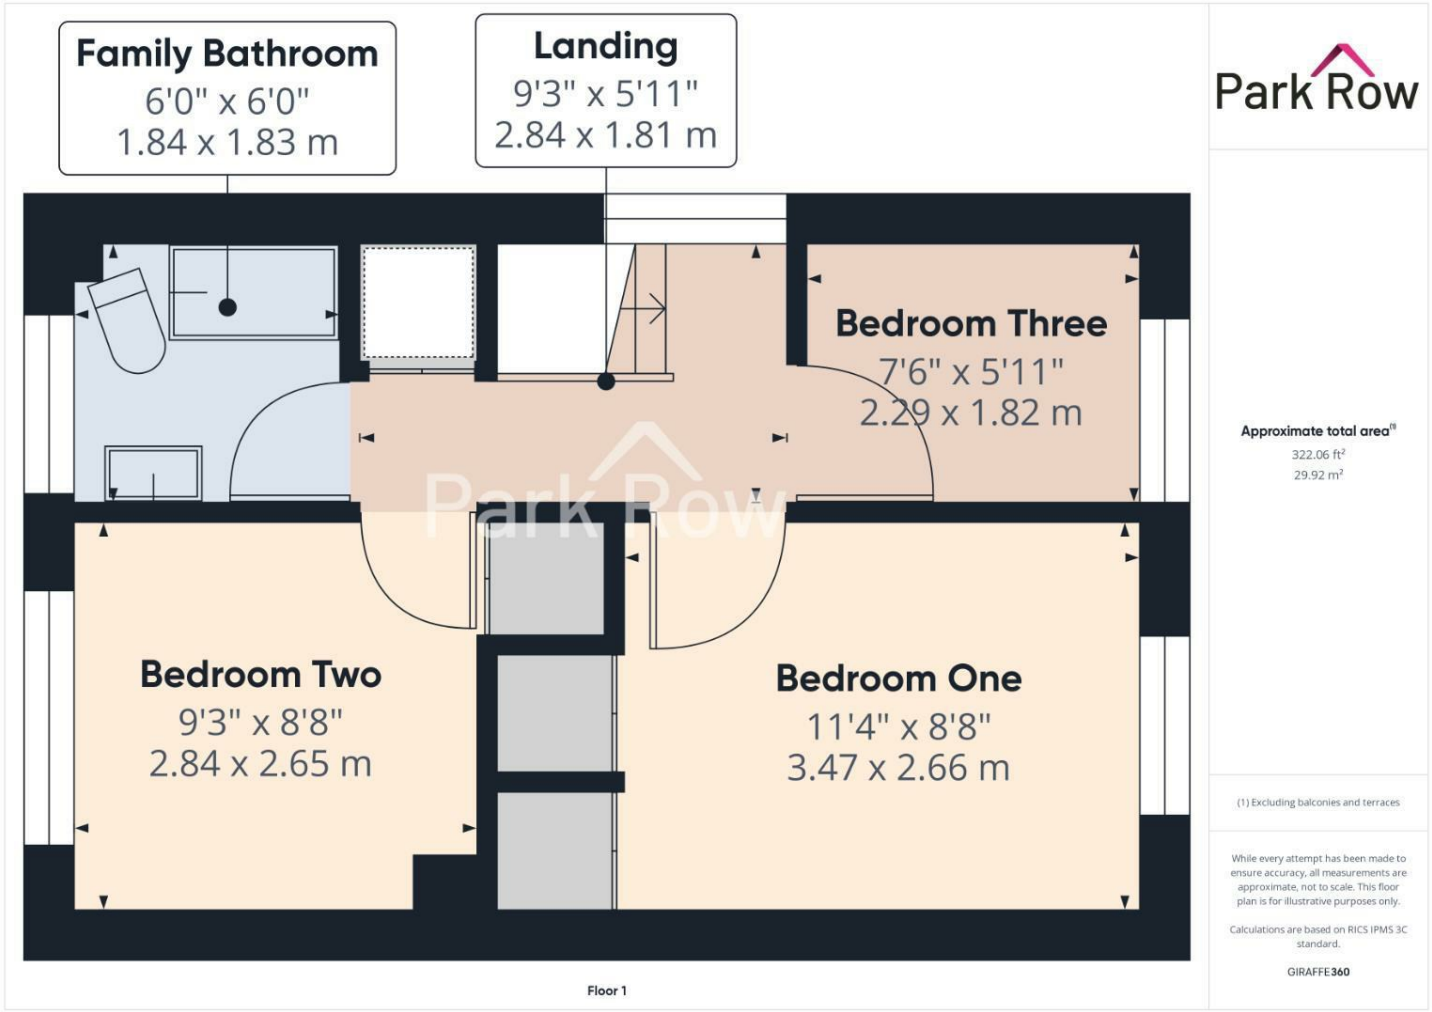 Family Bathroom
6'0" x 6'0"
1.84 x 1.83 m
Landing
9'3" x 5'11"
2.84 x 1.81 m
Park Row
Bedroom Three
7'6" x 5'11"
2.29 x 1.82 m
Park Row
Bedroom Two
9'3" x 8'8"
2.84 x 2.65 m
Bedroom One
11'4" x 8'8"
3.47 x 2.66 m
Floor 1
Approximate total area⁽¹⁾
322.06 ft²
29.92 m²
(1) Excluding balconies and terraces
While every attempt has been made to
ensure accuracy, all measurements are
approximate, not to scale. This floor
plan is for illustrative purposes only.
Calculations are based on RICS IPMS 3C
standard.
GIRAFFE360